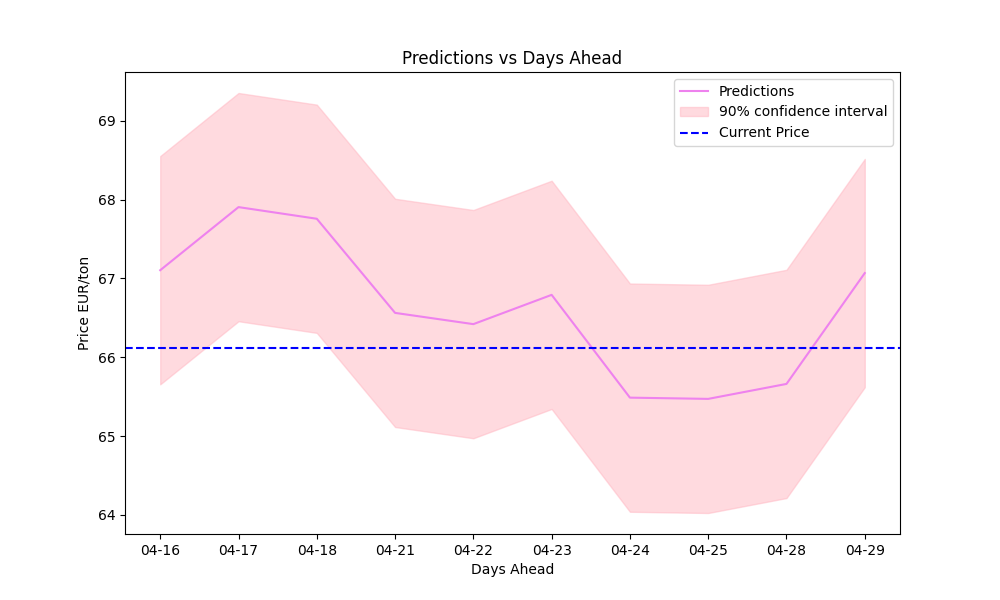 Predictions vs Days Ahead
Predictions
90% confidence interval
Current Price
Price EUR/ton
69
68
67
66
65
64
04-16 04-17 04-18 04-21 04-22 04-23 04-24 04-25 04-28 04-29
Days Ahead